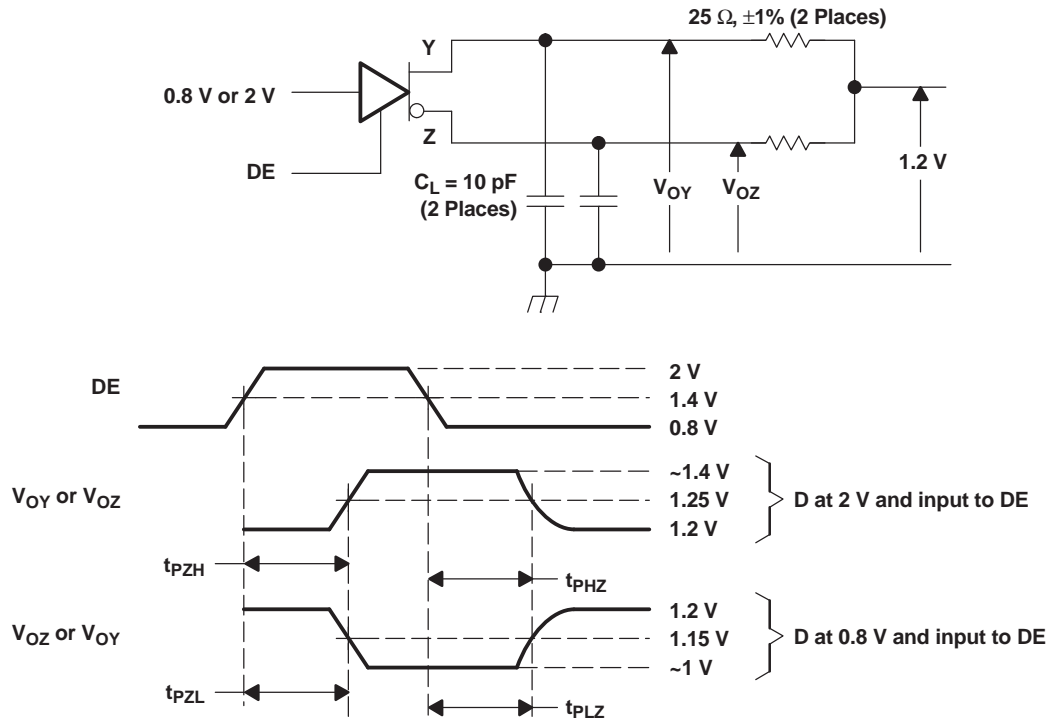 25 Ω, ±1% (2 Places)
Y
0.8 V or 2 V
Z
DE
C_L = 10 pF
(2 Places)
V_OY
V_OZ
1.2 V
DE
2 V
1.4 V
0.8 V
V_OY or V_OZ
~1.4 V
1.25 V
1.2 V
D at 2 V and input to DE
t_PZH
t_PHZ
V_OZ or V_OY
1.2 V
1.15 V
~1 V
D at 0.8 V and input to DE
t_PZL
t_PLZ